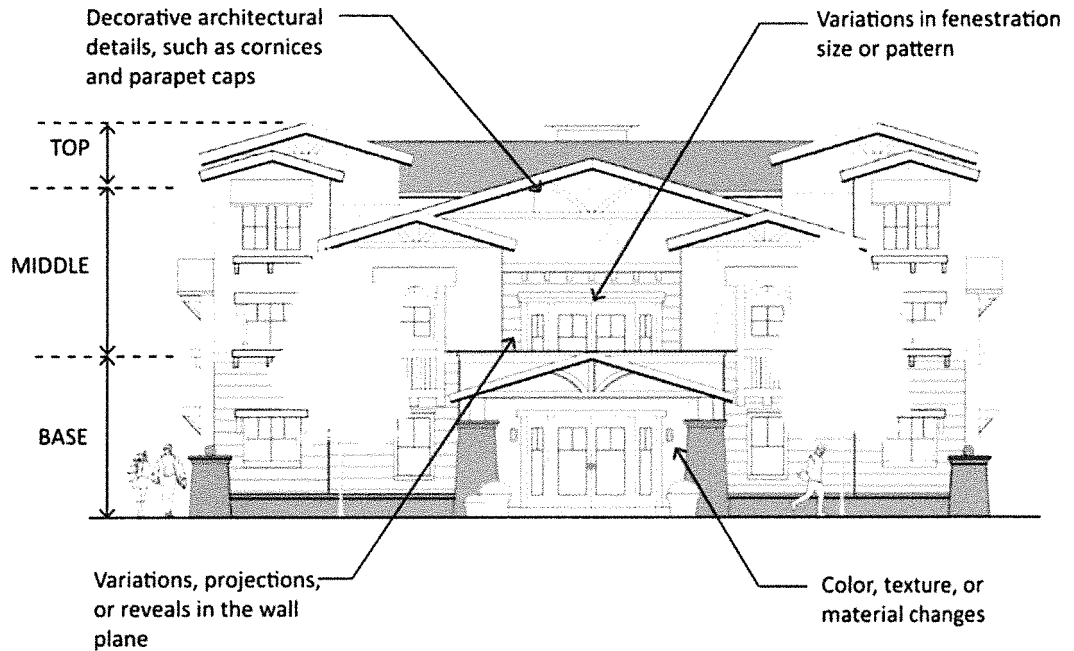 Decorative architectural
details, such as cornices
and parapet caps
Variations in fenestration
size or pattern
TOP
MIDDLE
BASE
Variations, projections,
or reveals in the wall
plane
Color, texture, or
material changes